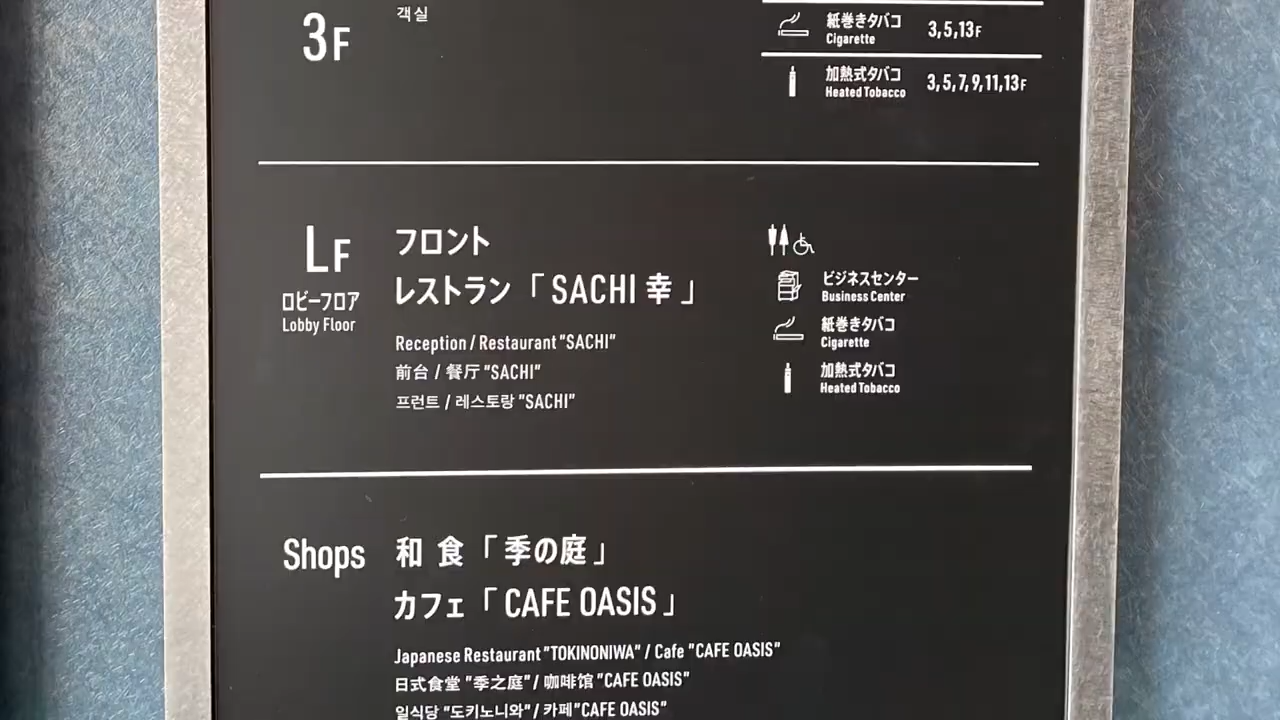 3F
객실
紙巻きタバコ
Cigarette
3,5,13F
加熱式タバコ
Heated Tobacco
3,5,7,9,11,13F
LF
ロビーフロア
Lobby Floor
フロント
レストラン「SACHI 幸」
Reception / Restaurant "SACHI"
前台 / 餐厅 "SACHI"
프런트 / 레스토랑 "SACHI"
ビジネスセンター
Business Center
紙巻きタバコ
Cigarette
加熱式タバコ
Heated Tobacco
Shops
和 食「季の庭」
カフェ「CAFE OASIS」
Japanese Restaurant "TOKINONIWA" / Cafe "CAFE OASIS"
日式食堂 "季之庭" / 咖啡馆 "CAFE OASIS"
일식당 "도키노니와" / 카페 "CAFE OASIS"